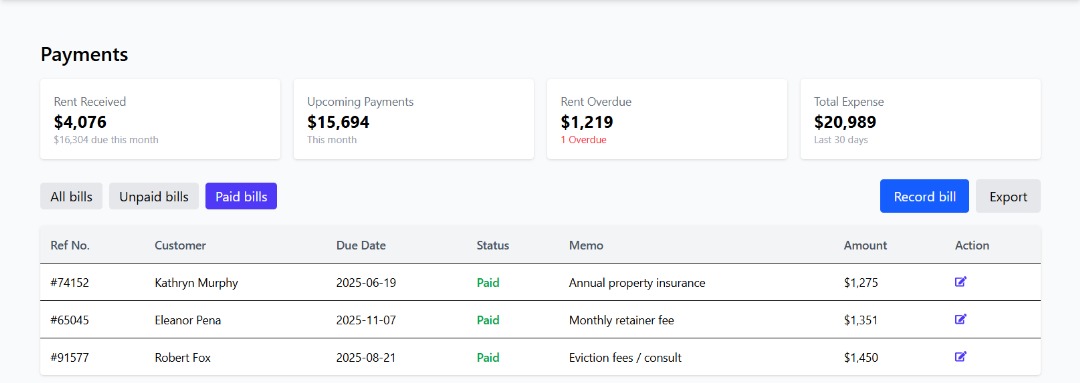 Payments
Rent Received
$4,076
$16,304 due this month
Upcoming Payments
$15,694
This month
Rent Overdue
$1,219
1 Overdue
Total Expense
$20,989
Last 30 days
All bills Unpaid bills Paid bills Record bill Export
Ref No. Customer Due Date Status Memo Amount Action
#74152 Kathryn Murphy 2025-06-19 Paid Annual property insurance $1,275
#65045 Eleanor Pena 2025-11-07 Paid Monthly retainer fee $1,351
#91577 Robert Fox 2025-08-21 Paid Eviction fees / consult $1,450